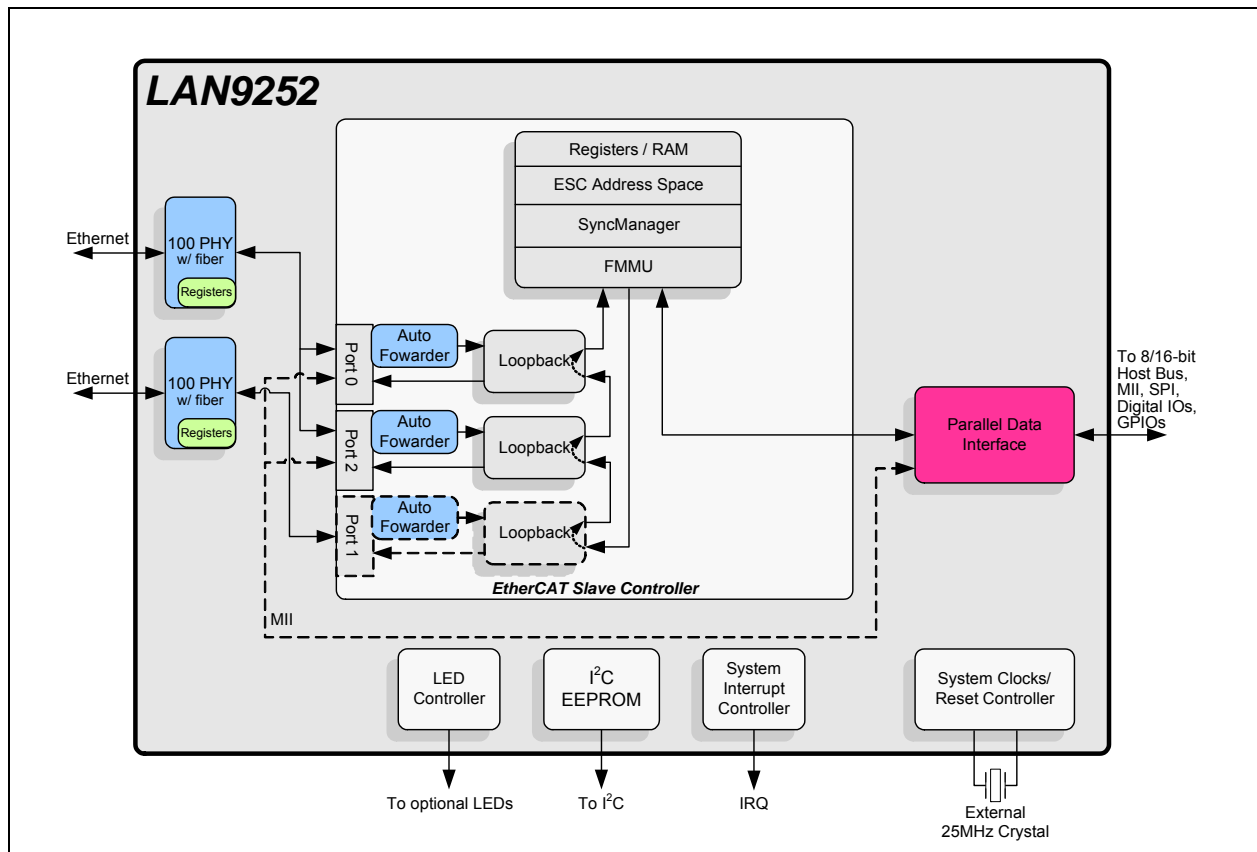 LAN9252
Registers / RAM
ESC Address Space
SyncManager
FMMU
Ethernet
100 PHY
w/ fiber
Registers
Ethernet
100 PHY
w/ fiber
Registers
Port 0
Auto
Fowarder
Loopback
Port 2
Auto
Fowarder
Loopback
Port 1
Auto
Fowarder
Loopback
EtherCAT Slave Controller
MII
Parallel Data
Interface
To 8/16-bit
Host Bus,
MII, SPI,
Digital IOs,
GPIOs
LED
Controller
I²C
EEPROM
System
Interrupt
Controller
System Clocks/
Reset Controller
To optional LEDs
To I²C
IRQ
External
25MHz Crystal